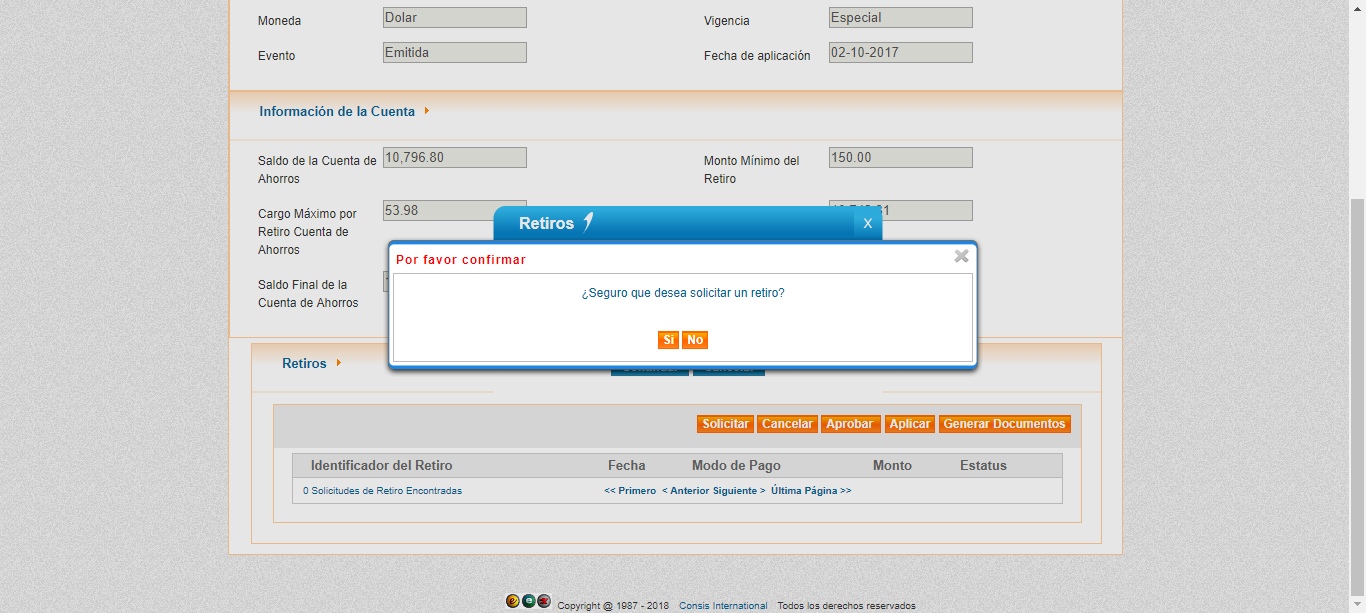 Moneda Dolar Vigencia Especial
Evento Emitida Fecha de aplicación 02-10-2017
Información de la Cuenta
Saldo de la Cuenta de Ahorros 10,796.80 Monto Mínimo del Retiro 150.00
Cargo Máximo por Retiro Cuenta de Ahorros 53.98
Retiros X
Por favor confirmar
¿Seguro que desea solicitar un retiro?
Si No
Saldo Final de la Cuenta de Ahorros
Retiros
Solicitar Cancelar Aprobar Aplicar Generar Documentos
Identificador del Retiro Fecha Modo de Pago Monto Estatus
0 Solicitudes de Retiro Encontradas << Primero < Anterior Siguiente > Última Página >>
Copyright @ 1987 - 2018 Consis International Todos los derechos reservados